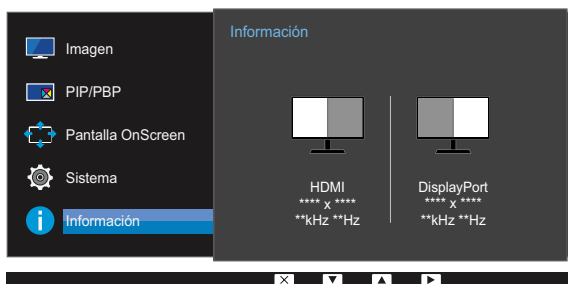 Imagen
PIP/PBP
Pantalla OnScreen
Sistema
Información
Información
HDMI
**** x ****
**kHz **Hz
DisplayPort
**** x ****
**kHz **Hz